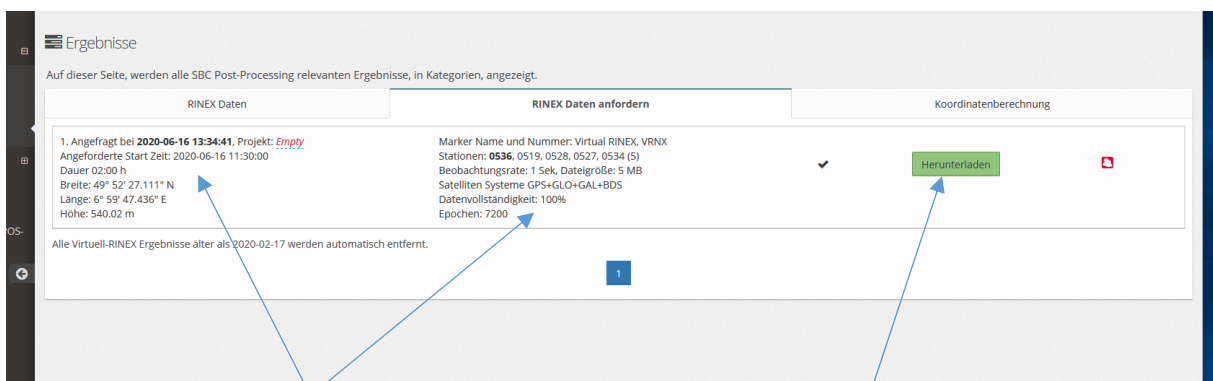 Ergebnisse
Auf dieser Seite, werden alle SBC Post-Processing relevanten Ergebnisse, in Kategorien, angezeigt.
RINEX Daten
RINEX Daten anfordern
Koordinatenberechnung
1. Angefragt bei 2020-06-16 13:34:41, Projekt: Empty
Angeforderte Start Zeit: 2020-06-16 11:30:00
Dauer 02:00 h
Breite: 49° 52' 27.111" N
Länge: 6° 59' 47.436" E
Höhe: 540.02 m
Marker Name und Nummer: Virtual RINEX, VRNX
Stationen: 0536, 0519, 0528, 0527, 0534 (5)
Beobachtungsrate: 1 Sek, Dateigröße: 5 MB
Satelliten Systeme GPS+GLO+GAL+BDS
Datenvollständigkeit: 100%
Epochen: 7200
Herunterladen
Alle Virtuell-RINEX Ergebnisse älter als 2020-02-17 werden automatisch entfernt.
1